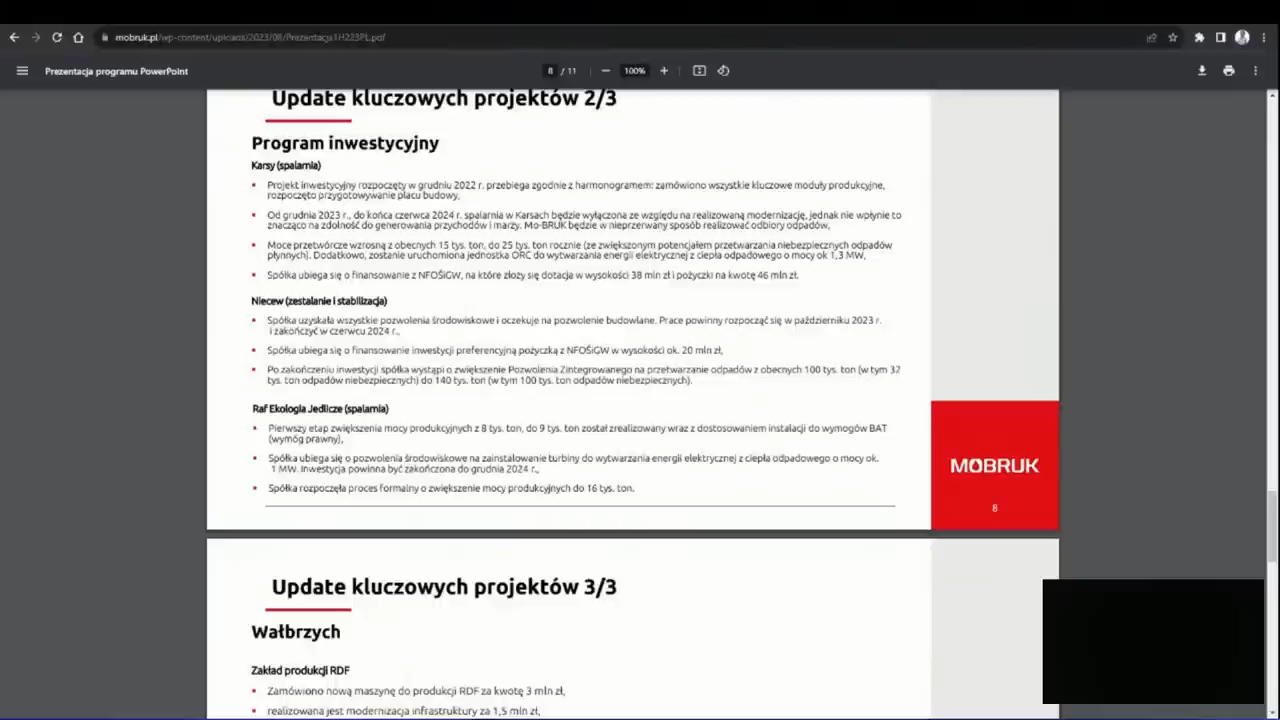 mobruk.pl/wp-content/uploads/2023/08/Prezentacja1H223PL.pdf
Prezentacja programu PowerPoint
8 / 11
100%
Update kluczowych projektów 2/3
Program inwestycyjny
Karsy (spalarnia)
Projekt inwestycyjny rozpoczęty w grudniu 2022 r. przebiega zgodnie z harmonogramem: zamówiono wszystkie kluczowe moduły produkcyjne,
rozpoczęto przygotowywanie placu budowy,
Od grudnia 2023 r., do końca czerwca 2024 r. spalarnia w Karsach będzie wyłączona ze względu na realizowaną modernizację, jednak nie wpłynie to
znacząco na zdolność do generowania przychodów i marży. Mo-BRUK będzie w nieprzerwany sposób realizować odbiory odpadów,
Moce przetwórcze wzrosną z obecnych 15 tys. ton, do 25 tys. ton rocznie (ze zwiększonym potencjałem przetwarzania niebezpiecznych odpadów
płynnych). Dodatkowo, zostanie uruchomiona jednostka ORC do wytwarzania energii elektrycznej z ciepła odpadowego o mocy ok 1,3 MW,
Spółka ubiega się o finansowanie z NFOŚiGW, na które złoży się dotacja w wysokości 38 mln zł i pożyczki na kwotę 46 mln zł.
Niecew (zestalanie i stabilizacja)
Spółka uzyskała wszystkie pozwolenia środowiskowe i oczekuje na pozwolenie budowlane. Prace powinny rozpocząć się w październiku 2023 r.
i zakończyć w czerwcu 2024 r.,
Spółka ubiega się o finansowanie inwestycji preferencyjną pożyczką z NFOŚiGW w wysokości ok. 20 mln zł,
Po zakończeniu inwestycji spółka wystąpi o zwiększenie Pozwolenia Zintegrowanego na przetwarzanie odpadów z obecnych 100 tys. ton (w tym 32
tys. ton odpadów niebezpiecznych) do 140 tys. ton (w tym 100 tys. ton odpadów niebezpiecznych).
Raf Ekologia Jedlicze (spalarnia)
Pierwszy etap zwiększenia mocy produkcyjnych z 8 tys. ton, do 9 tys. ton został zrealizowany wraz z dostosowaniem instalacji do wymogów BAT
(wymóg prawny),
Spółka ubiega się o pozwolenia środowiskowe na zainstalowanie turbiny do wytwarzania energii elektrycznej z ciepła odpadowego o mocy ok.
1 MW. Inwestycja powinna być zakończona do grudnia 2024 r.,
Spółka rozpoczęła proces formalny o zwiększenie mocy produkcyjnych do 16 tys. ton.
MOBRUK
8
Update kluczowych projektów 3/3
Wałbrzych
Zakład produkcji RDF
Zamówiono nową maszynę do produkcji RDF za kwotę 3 mln zł,
realizowana jest modernizacja infrastruktury za 1,5 mln zł,